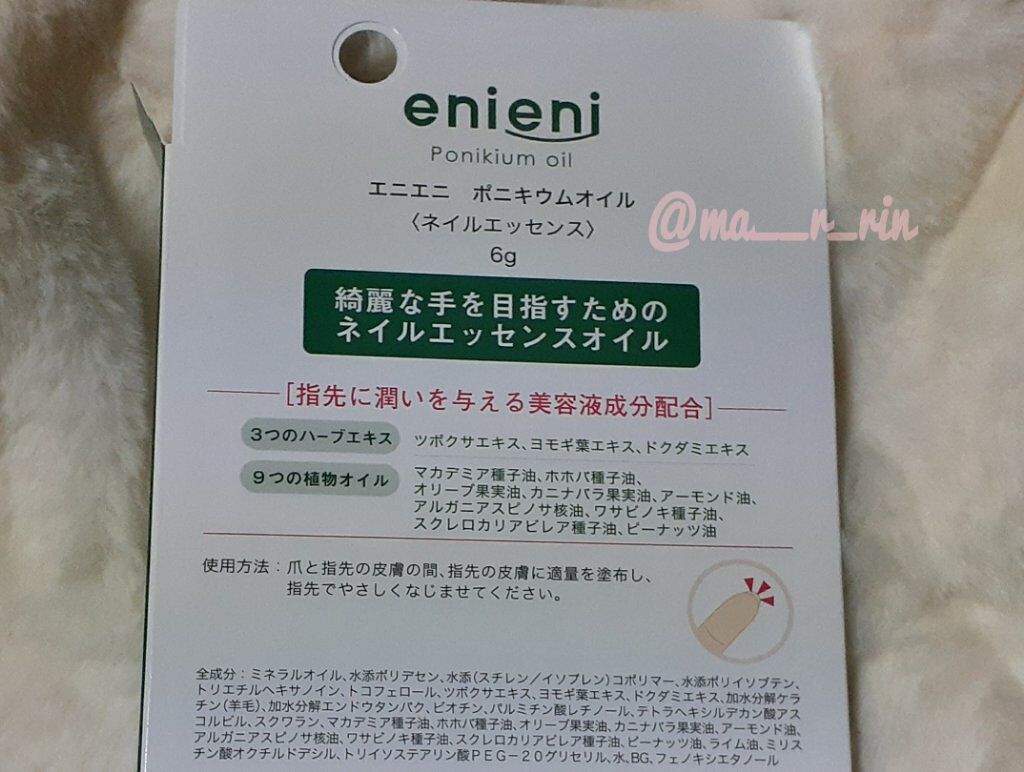 enieni
Ponikium oil
エニエニ ポニキウムオイル
〈ネイルエッセンス〉
@ma__r_rin
6g
綺麗な手を目指すための
ネイルエッセンスオイル
[指先に潤いを与える美容液成分配合]
3つのハーブエキス ツボクサエキス、ヨモギ葉エキス、ドクダミエキス
9つの植物オイル マカデミア種子油、ホホバ種子油、
オリーブ果実油、カニナバラ果実油、アーモンド油、
アルガニアスピノサ核油、ワサビノキ種子油、
スクレロカリアビレア種子油、ピーナッツ油
使用方法：爪と指先の皮膚の間、指先の皮膚に適量を塗布し、
指先でやさしくなじませてください。
全成分：ミネラルオイル、水添ポリデセン、水添（スチレン／イソプレン）コポリマー、水添ポリイソブテン、
トリエチルヘキサノイン、トコフェロール、ツボクサエキス、ヨモギ葉エキス、ドクダミエキス、加水分解ケラ
チン（羊毛）、加水分解エンドウタンパク、ビオチン、パルミチン酸レチノール、テトラヘキシルデカン酸アス
コルビル、スクワラン、マカデミア種子油、ホホバ種子油、オリーブ果実油、カニナバラ果実油、アーモンド油、
アルガニアスピノサ核油、ワサビノキ種子油、スクレロカリアビレア種子油、ピーナッツ油、ライム油、ミリス
チン酸オクチルドデシル、トリイソステアリン酸PEG－20グリセリル、水、BG、フェノキシエタノール